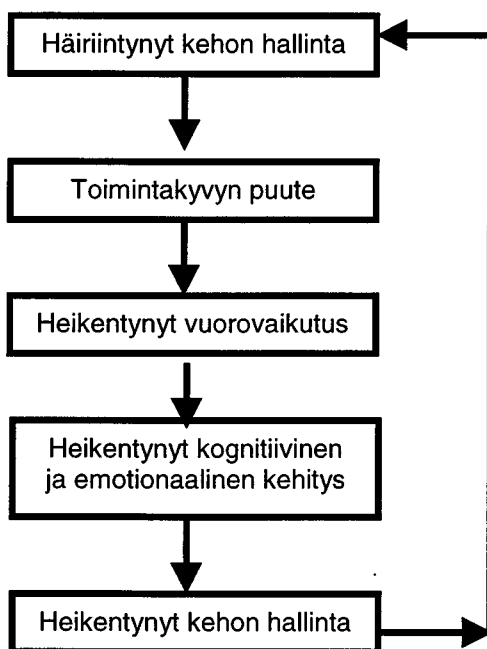 Häiriintynyt kehon hallinta
Toimintakyvyn puute
Heikentynyt vuorovaikutus
Heikentynyt kognitiivinen
ja emotionaalinen kehitys
Heikentynyt kehon hallinta